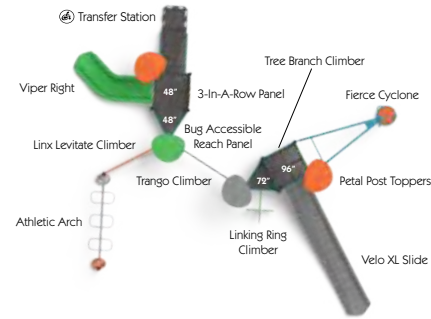 Transfer Station
Tree Branch Climber
Viper Right
48"
3-In-A-Row Panel
Fierce Cyclone
48"
Bug Accessible
Reach Panel
Linx Levitate Climber
96"
Trango Climber
72"
Petal Post Toppers
Athletic Arch
Linking Ring
Climber
Velo XL Slide